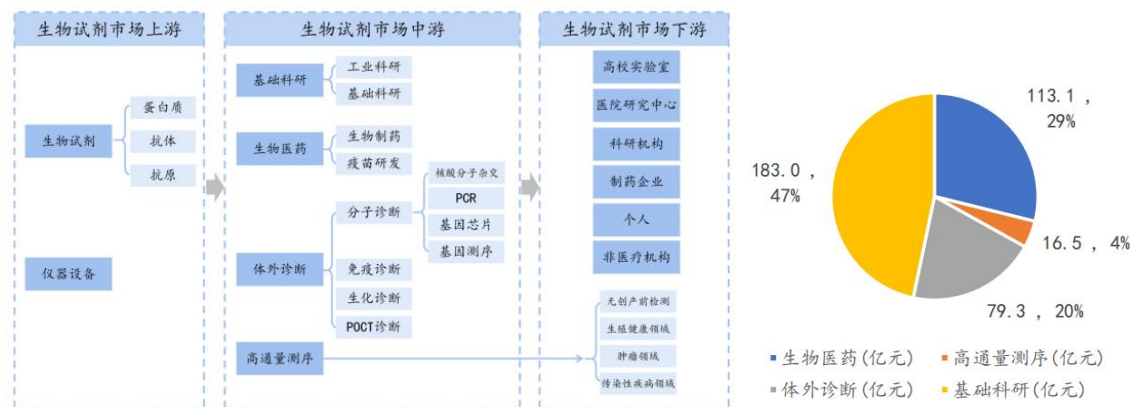 生物试剂市场上游
生物试剂
蛋白质
抗体
抗原
仪器设备
生物试剂市场中游
基础科研
工业科研
基础科研
生物医药
生物制药
疫苗研发
体外诊断
分子诊断
核酸分子杂交
PCR
基因芯片
基因测序
免疫诊断
生化诊断
POCT诊断
高通量测序
生物试剂市场下游
高校实验室
医院研究中心
科研机构
制药企业
个人
非医疗机构
无创产前检测
生殖健康领域
肿瘤领域
传染性疾病领域
113.1 ,
29%
183.0 ,
47%
16.5 , 4%
79.3 , 20%
生物医药(亿元)
高通量测序(亿元)
体外诊断(亿元)
基础科研(亿元)